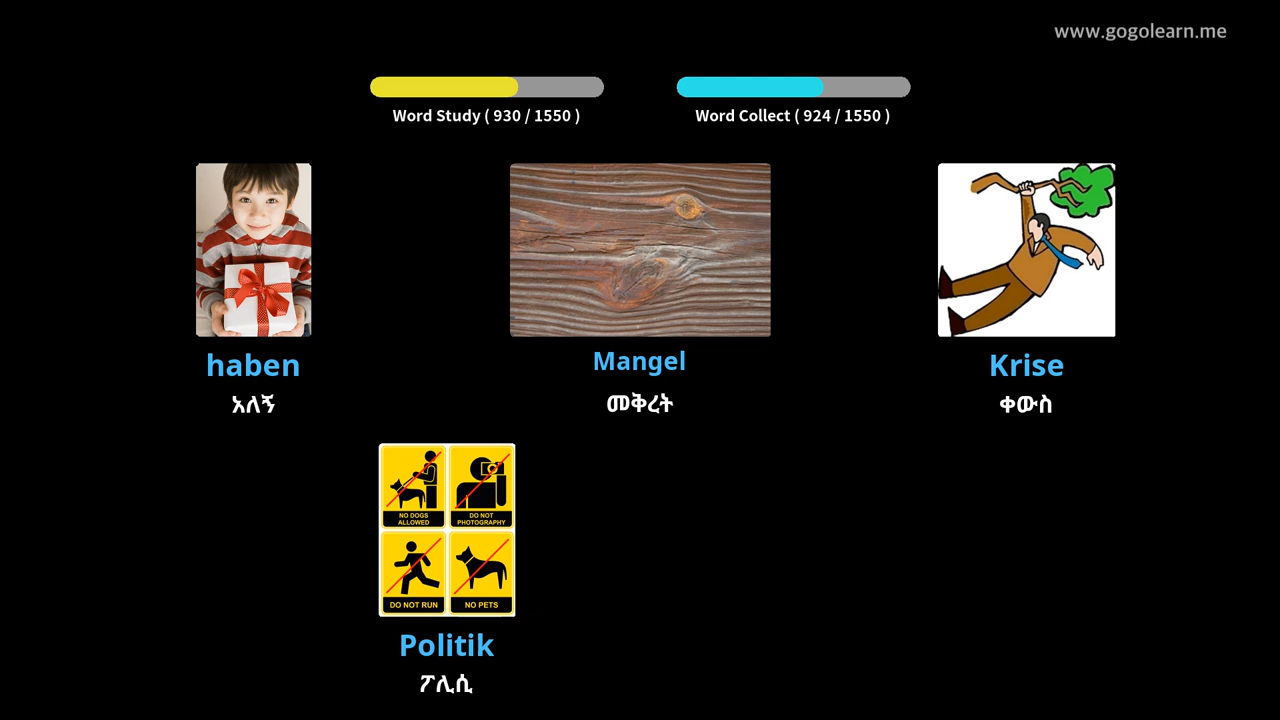 www.gogolearn.me
Word Study ( 930 / 1550 )
Word Collect ( 924 / 1550 )
haben
አለኝ
Mangel
መቅረት
Krise
ቀውስ
NO DOGS
ALLOWED
DO NOT
PHOTOGRAPHY
DO NOT RUN
NO PETS
Politik
ፖሊሲ